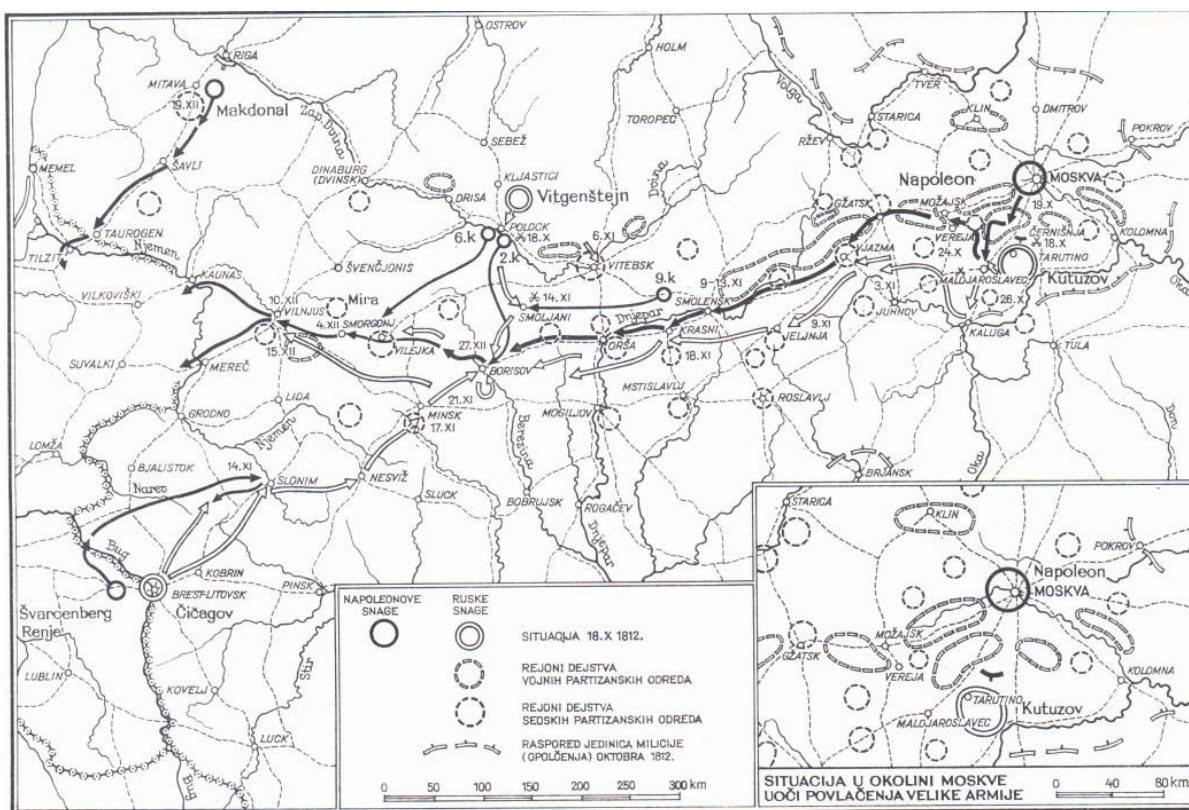 OSTROV
HOLM
RIGA
MITAVA
19.XII
Makdonal
Zap. Dvina
TOROPEC
Volga
TVER
STARICA
KLIN
DMITROV
POKROV
RŽEV
SEBEŽ
MEMEL
ŠAVLI
DINABURG
(DVINSK)
KLJASTICI
DRISA
Vitgenštejn
Dvina
Napoleon
MOSKVA
19.X
GŽATSK
MOŽAJSK
VEREJA
24.X
ČERNIŠNJA
18.X
KOLOMNA
TAUROGEN
TILZIT
Njemen
6.k
POLOCK
18.X
2.k
6.XI
VITEBSK
TARUTINO
Kutuzov
VJAZMA
MALOJAROSLAVEC
Oka
KAUNAS
ŠVENČJONIS
9.k
9-13.XI
SMOLENSK
3.XI
26.X
VILKOVIŠKI
10.XII
VILNJUS
Mira
14.XI
SMOLJANI
Dnjepar
JUHNOV
KALUGA
4.XII
SMORGONJ
VILEJKA
27.XII
ORŠA
KRASNI
9.XI
JELJNJA
TULA
SUVALKI
15.XII
MEREČ
BORISOV
18.XI
21.XI
MSTISLAVLJ
ROSLAVLJ
LIDA
MINSK
17.XI
MOGILJOV
GRODNO
Njemen
Berezina
Don
LOMŽA
BJALISTOK
Narev
14.XI
SLONIM
NESVIŽ
SLUCK
BOBRUJSK
ROGAČEV
BRJANSK
Oka
Dnjepar
Bug
KOBRIN
BREST-LITOVSK
PINSK
Švarcenberg
Renje
Čičagov
LUBLIN
KOVELJ
Stir
LUCK
Bug
NAPOLEONOVE
SNAGE
RUSKE
SNAGE
SITUACIJA 18.X 1812.
REJONI DEJSTVA
VOJNIH PARTIZANSKIH ODREDA
REJONI DEJSTVA
SEOSKIH PARTIZANSKIH ODREDA
RASPORED JEDINICA MILICIJE
(OPOLČENJA) OKTOBRA 1812.
0 50 100 200 300 km
STARICA
KLIN
POKROV
Napoleon
MOSKVA
MOŽAJSK
GŽATSK
VEREJA
KOLOMNA
TARUTINO
Kutuzov
MALOJAROSLAVEC
SITUACIJA U OKOLINI MOSKVE
UOČI POVLAČENJA VELIKE ARMIJE
0 40 80 km